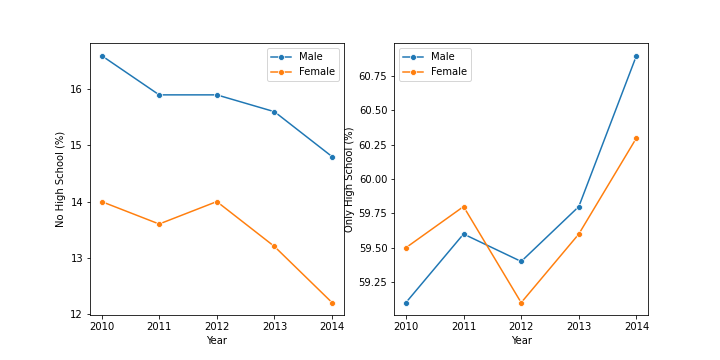 Male
Female
16
15
14
13
12
No High School (%)
2010 2011 2012 2013 2014
Year
Male
Female
60.75
60.50
60.25
60.00
59.75
59.50
59.25
Only High School (%)
2010 2011 2012 2013 2014
Year